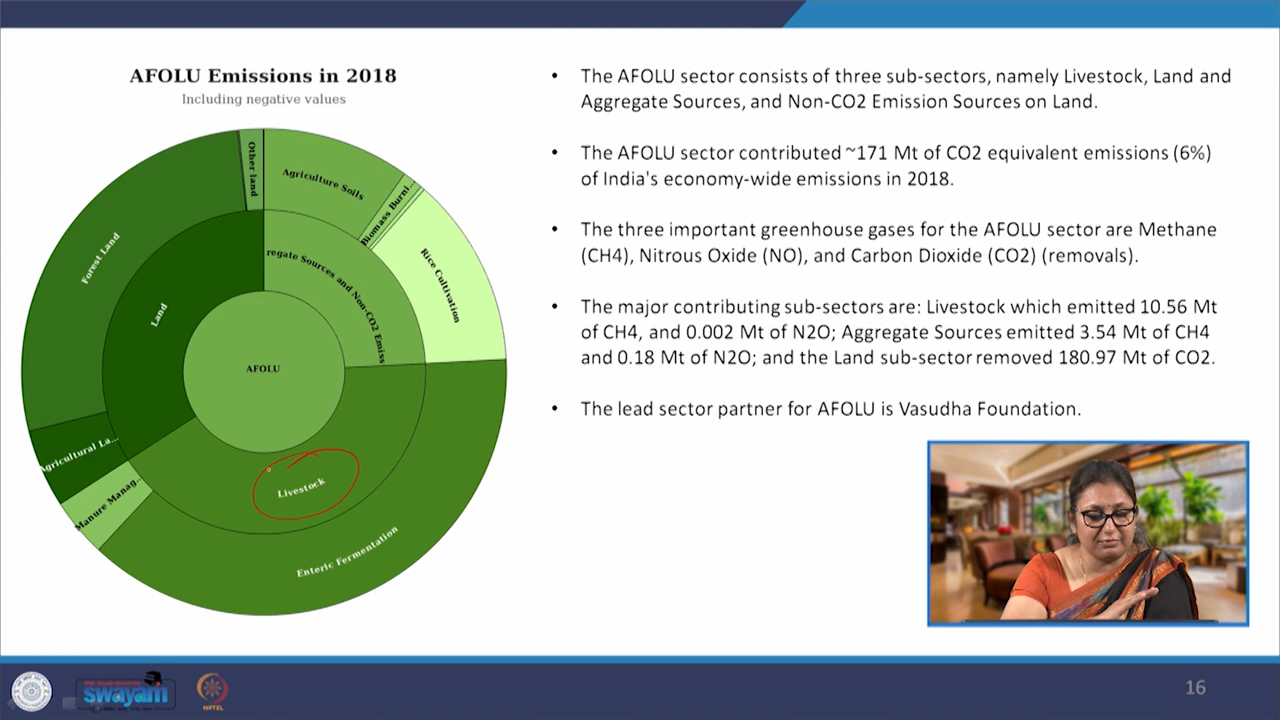 AFOLU Emissions in 2018
Including negative values
Other land
Agriculture Soils
Biomass Burni...
Rice Cultivation
Forest Land
Land
regate Sources and Non-CO2 Emiss
AFOLU
Agricultural La...
Manure Manag..
Livestock
Enteric Fermentation
• The AFOLU sector consists of three sub-sectors, namely Livestock, Land and
Aggregate Sources, and Non-CO2 Emission Sources on Land.
• The AFOLU sector contributed ~171 Mt of CO2 equivalent emissions (6%)
of India's economy-wide emissions in 2018.
• The three important greenhouse gases for the AFOLU sector are Methane
(CH4), Nitrous Oxide (NO), and Carbon Dioxide (CO2) (removals).
• The major contributing sub-sectors are: Livestock which emitted 10.56 Mt
of CH4, and 0.002 Mt of N2O; Aggregate Sources emitted 3.54 Mt of CH4
and 0.18 Mt of N2O; and the Land sub-sector removed 180.97 Mt of CO2.
• The lead sector partner for AFOLU is Vasudha Foundation.
swayam
NPTEL
16